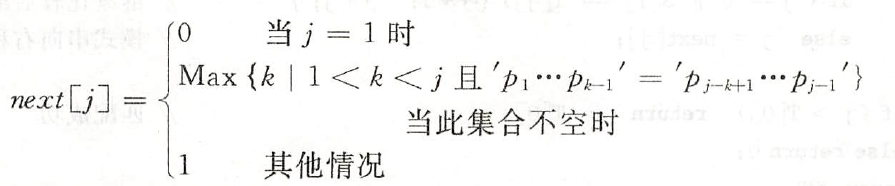 0 当 j = 1 时
Max {k | 1 < k < j 且 'p₁⋯pₖ₋₁' = 'pⱼ₋ₖ₊₁⋯pⱼ₋₁'}
next[j] =
当此集合不空时
1 其他情况